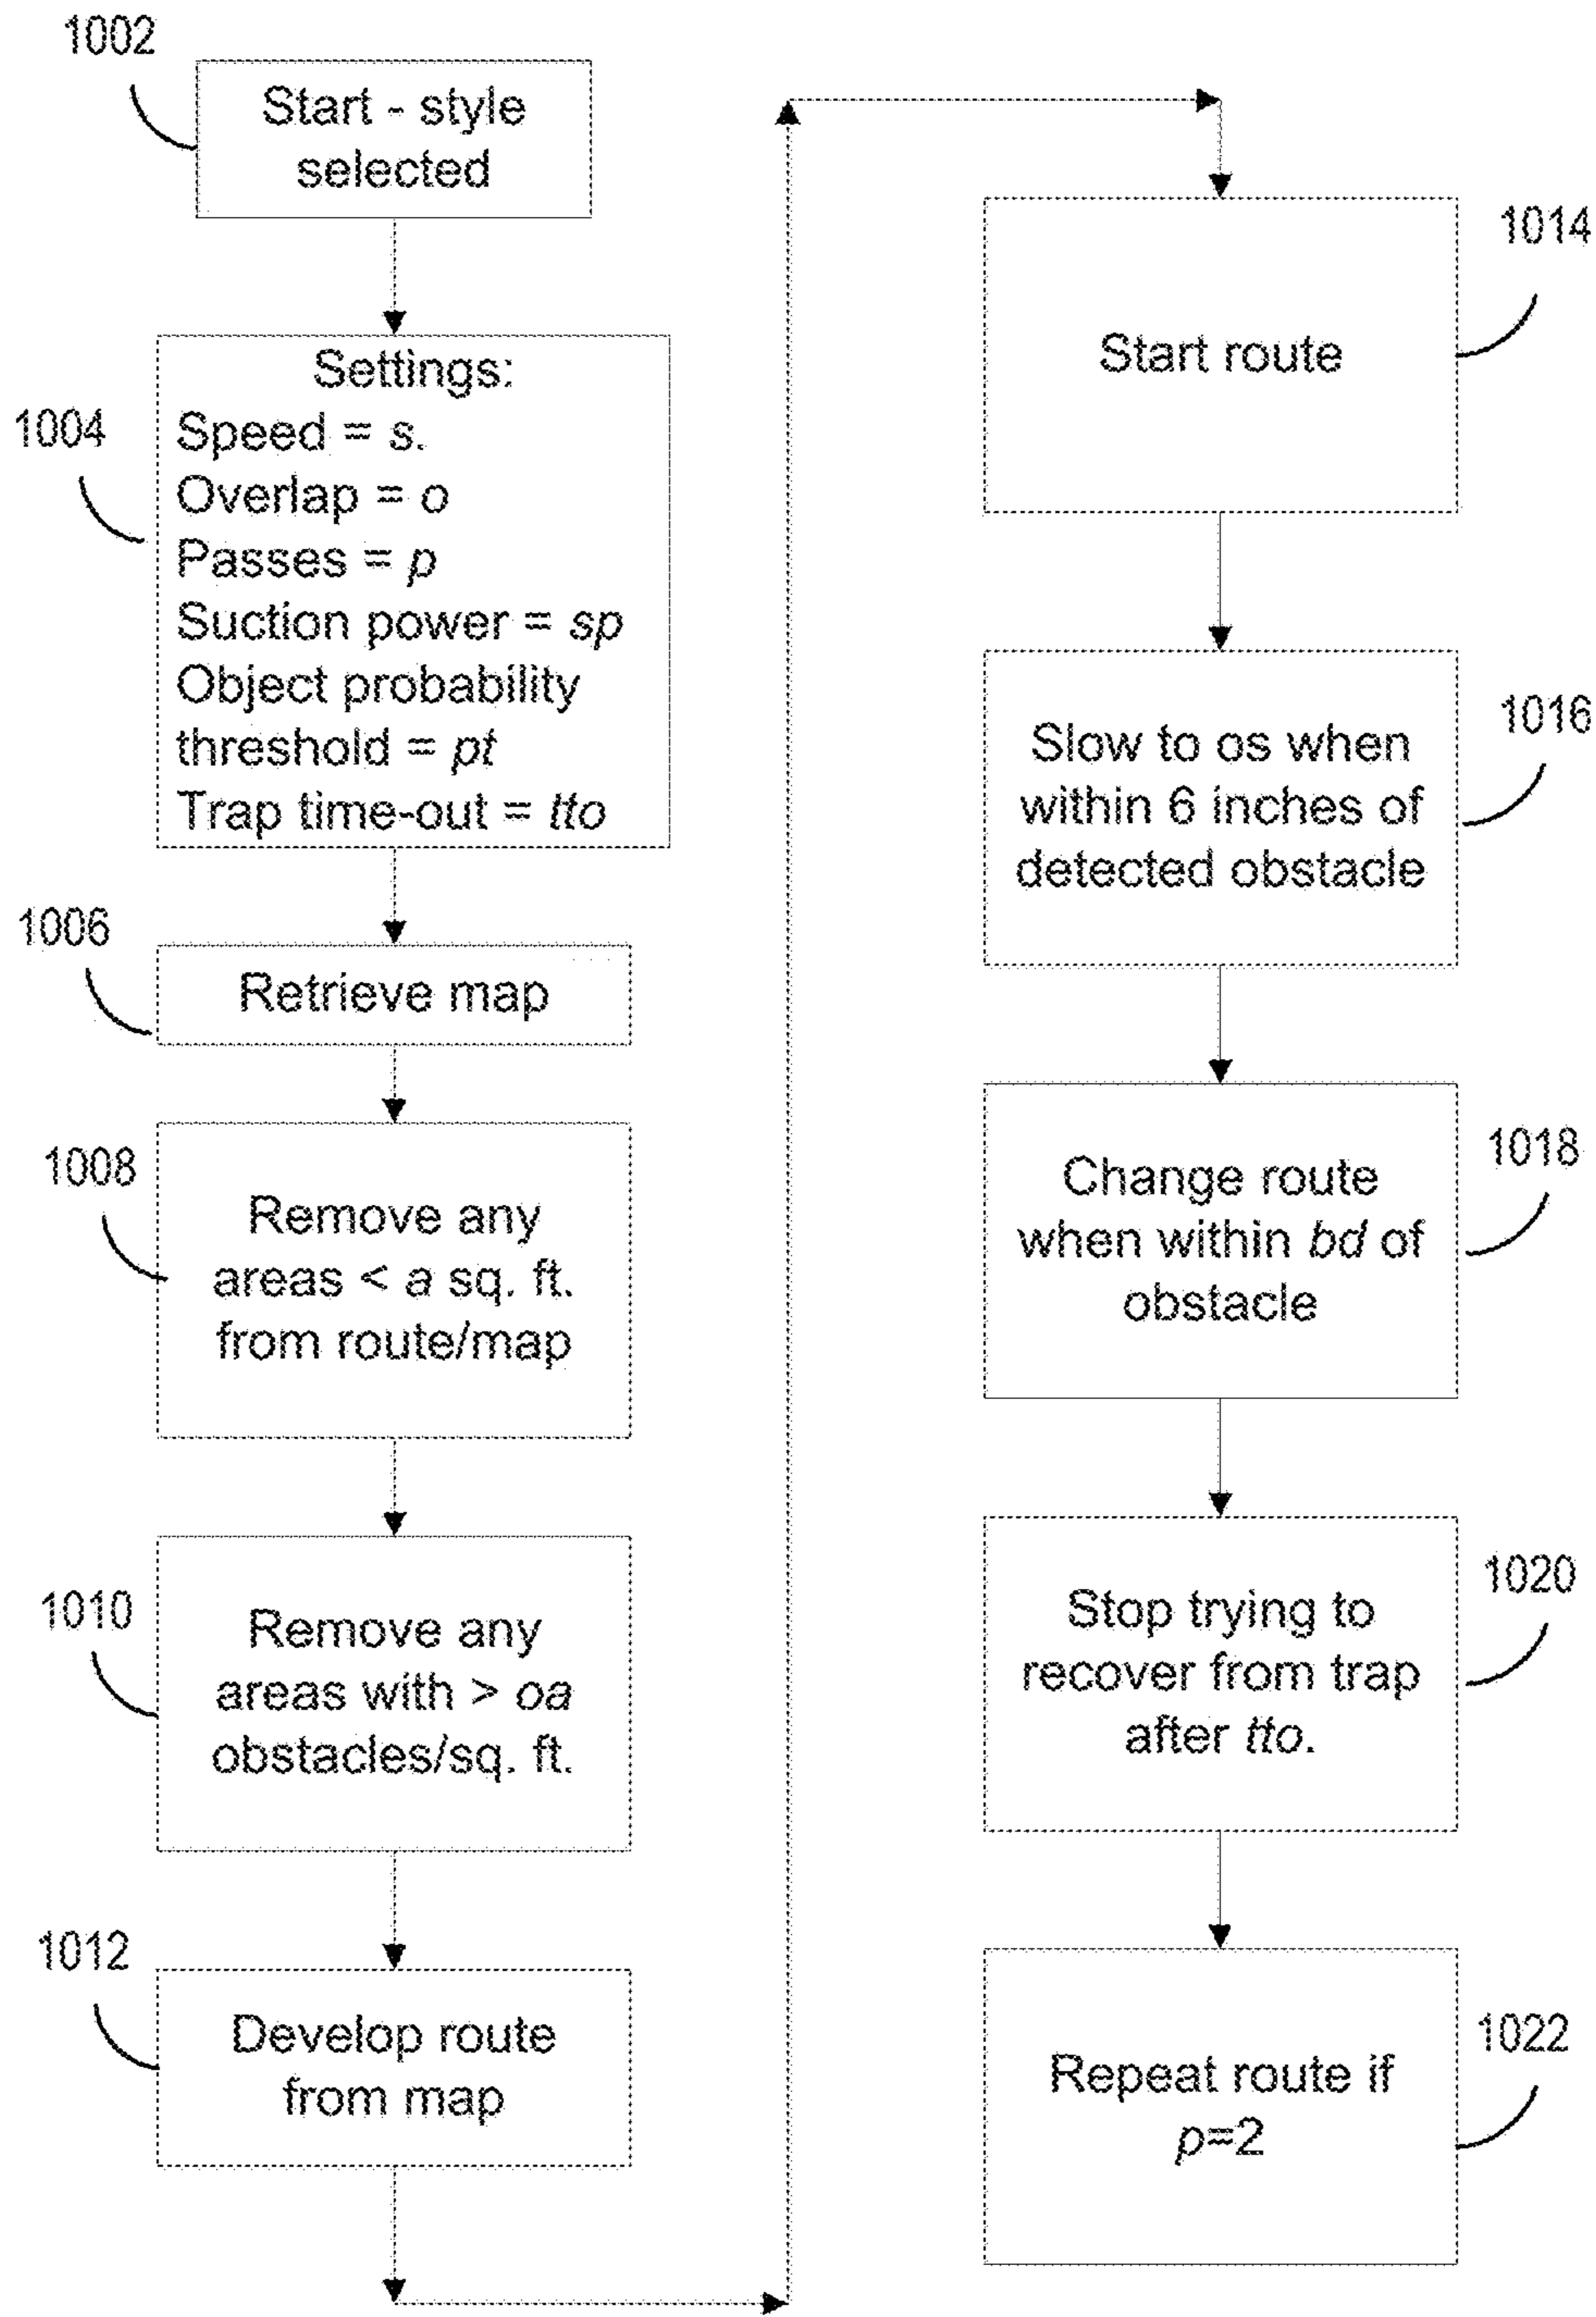 1002
Start - style
selected
1004
Settings:
Speed = s.
Overlap = o
Passes = p
Suction power = sp
Object probability
threshold = pt
Trap time-out = tto
1006
Retrieve map
1008
Remove any
areas < a sq. ft.
from route/map
1010
Remove any
areas with > oa
obstacles/sq. ft.
1012
Develop route
from map
1014
Start route
1016
Slow to os when
within 6 inches of
detected obstacle
1018
Change route
when within bd of
obstacle
1020
Stop trying to
recover from trap
after tto.
1022
Repeat route if
p=2